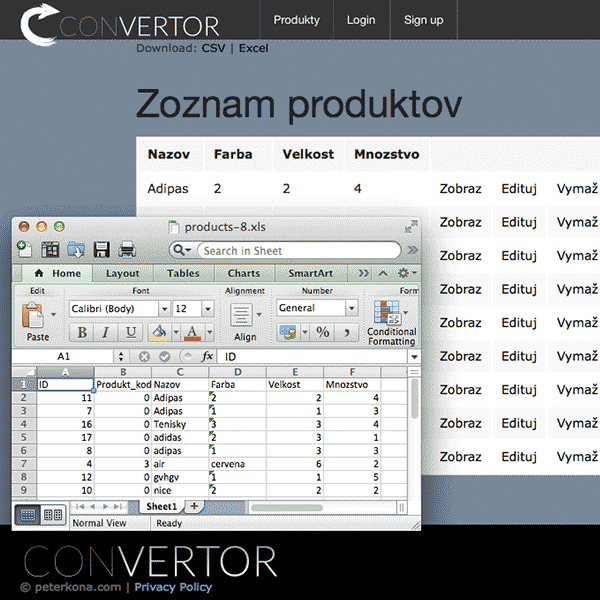 CONVERTOR Produkty Login Sign up
Download: CSV | Excel
Zoznam produktov
Nazov Farba Velkost Mnozstvo
Adipas 2 2 4 Zobraz Edituj Vymaž
Zobraz Edituj Vymaž
Zobraz Edituj Vymaž
Zobraz Edituj Vymaž
Zobraz Edituj Vymaž
Zobraz Edituj Vymaž
Zobraz Edituj Vymaž
Zobraz Edituj Vymaž
Zobraz Edituj Vymaž
products-8.xls
Search in Sheet
Home Layout Tables Charts SmartArt
Edit Font Alignment Number Form
Calibri (Body) 12 General
Paste B I U A Align % , Conditional Formatting
A1 fx ID
A B C D E F
1 ID Produkt_kod Nazov Farba Velkost Mnozstvo
2 11 0 Adipas 2 2 4
3 7 0 Adipas 1 1 3
4 16 0 Tenisky 3 3 4
5 17 0 adidas 2 3 1
6 8 0 adipas 1 3 3
7 4 3 air cervena 6 2
8 12 0 gvhgv 1 1 5
9 10 0 nice 2 2 2
Sheet1
Normal View Ready
CONVERTOR
© peterkona.com | Privacy Policy